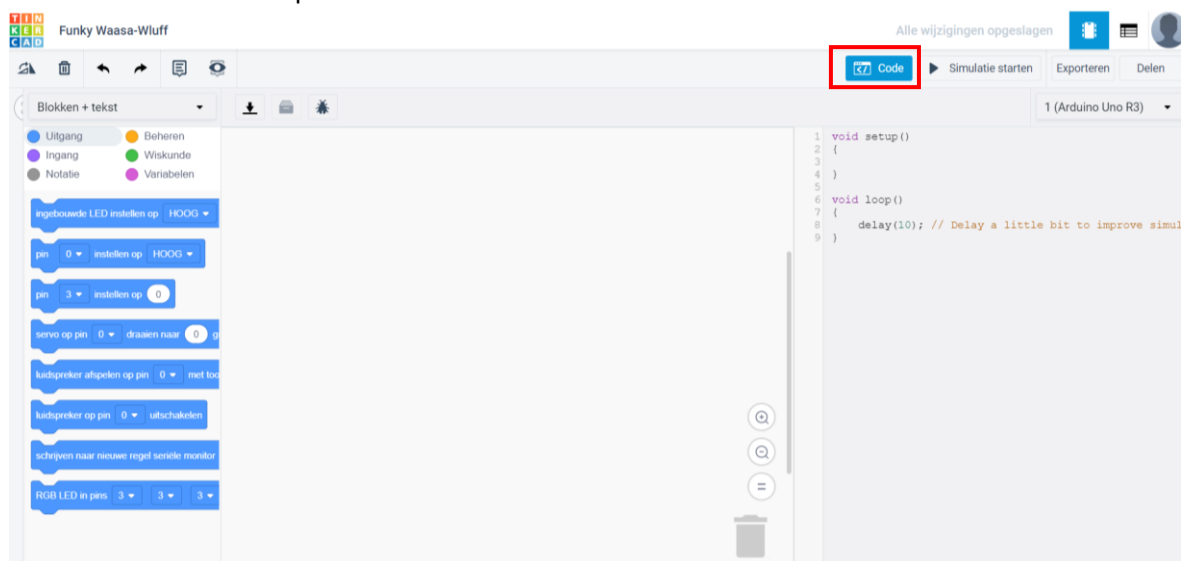 TIN
KER
CAD
Funky Waasa-Wluff
Alle wijzigingen opgeslagen
Code
Simulatie starten
Exporteren
Delen
Blokken + tekst
1 (Arduino Uno R3)
Uitgang
Beheren
Ingang
Wiskunde
Notatie
Variabelen
ingebouwde LED instellen op HOOG
pin 0 instellen op HOOG
pin 3 instellen op 0
servo op pin 0 draaien naar 0 g
luidspreker afspelen op pin 0 met too
luidspreker op pin 0 uitschakelen
schrijven naar nieuwe regel seriële monitor
RGB LED in pins 3 3 3
1 void setup()
2 {
3
4 }
5
6 void loop()
7 {
8 delay(10); // Delay a little bit to improve simul
9 }